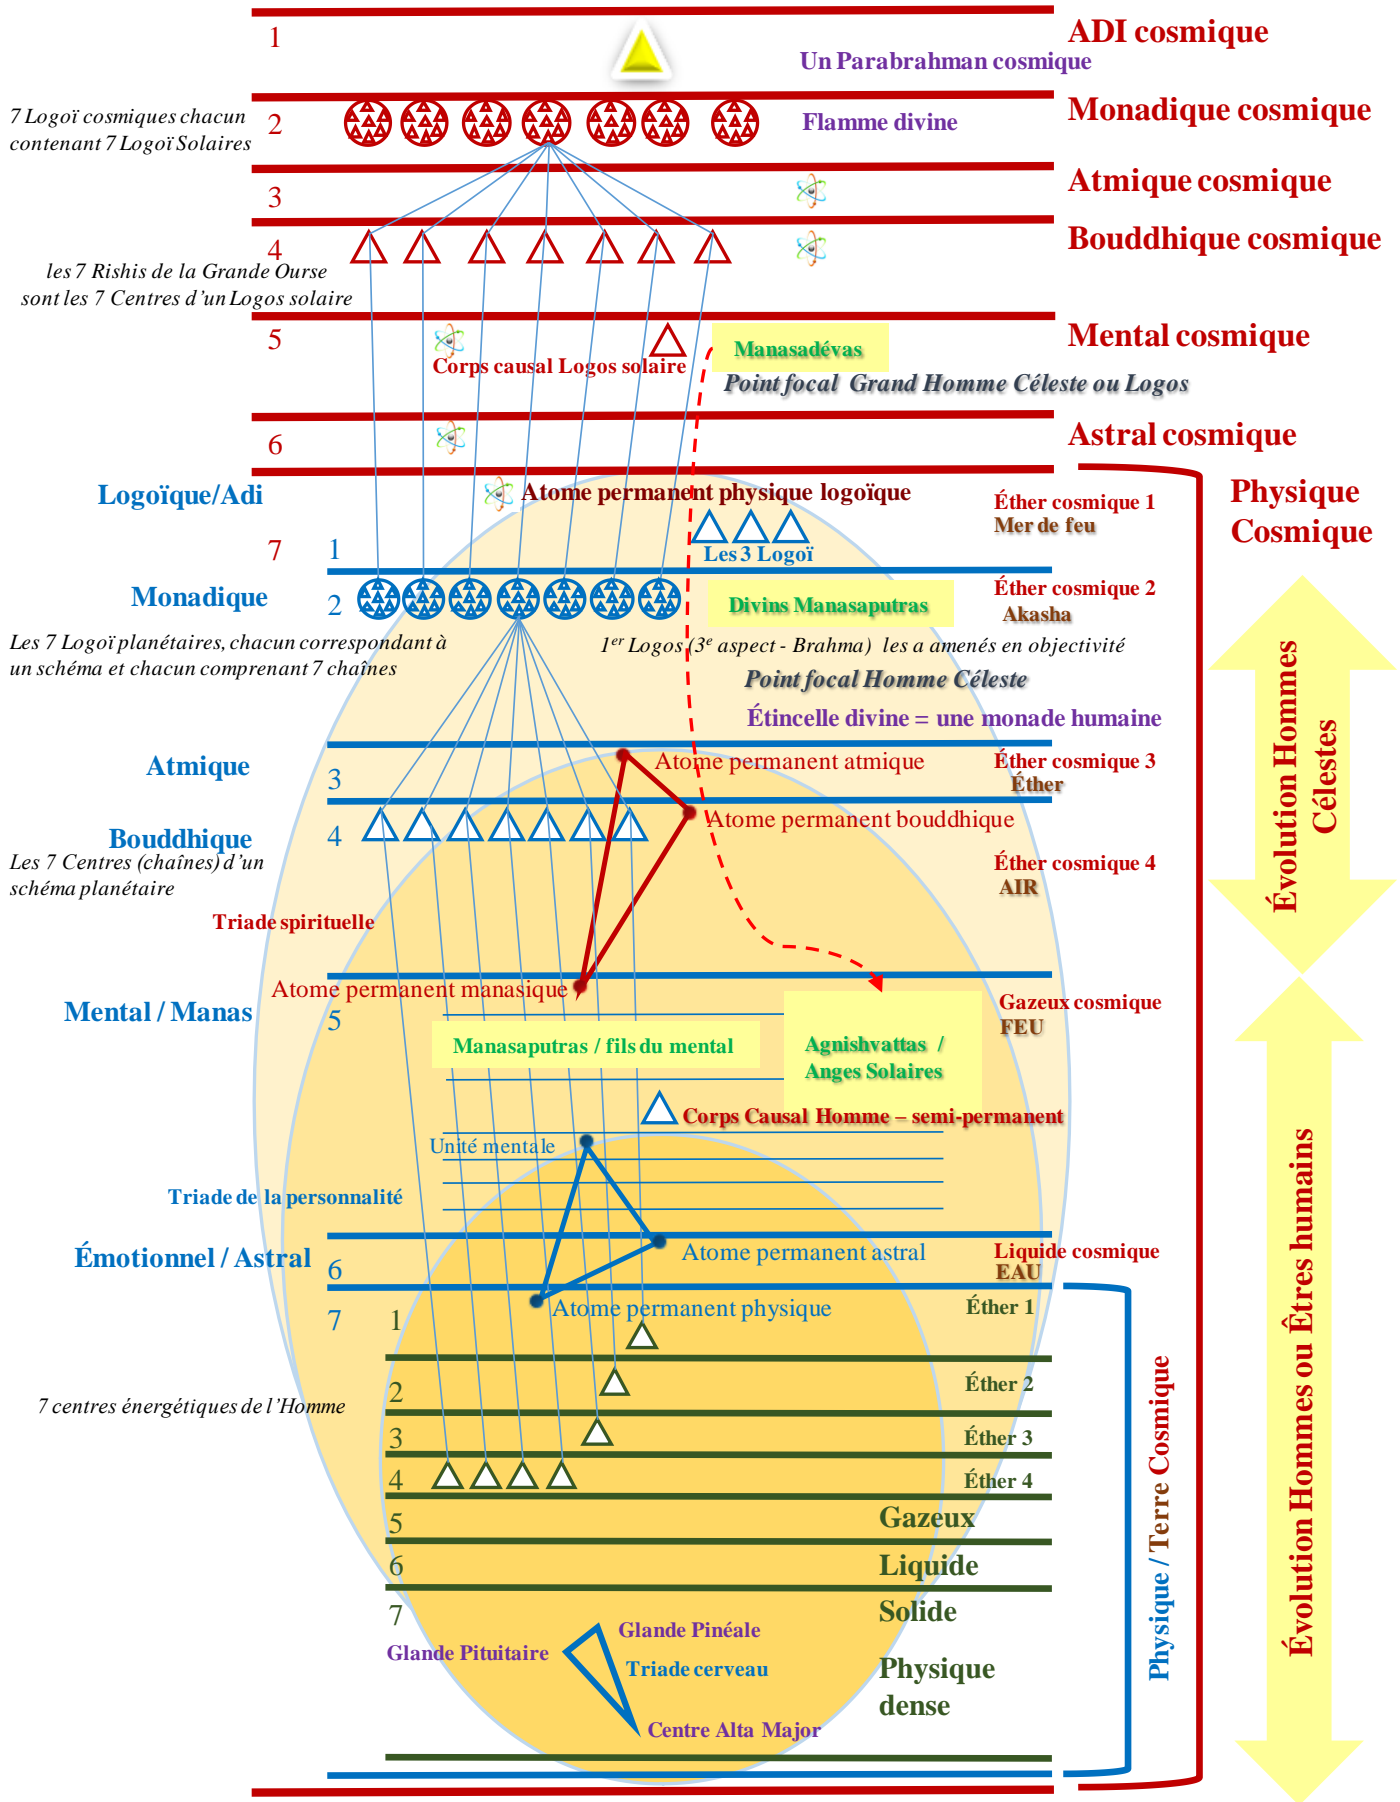 1
ADI cosmique
Un Parabrahman cosmique
7 Logoï cosmiques chacun
contenant 7 Logoï Solaires
2
Flamme divine
Monadique cosmique
3
Atmique cosmique
4
Bouddhique cosmique
les 7 Rishis de la Grande Ourse
sont les 7 Centres d'un Logos solaire
5
Mental cosmique
Manasadévas
Corps causal Logos solaire
Point focal Grand Homme Céleste ou Logos
6
Astral cosmique
Logoïque/Adi
Atome permanent physique logoïque
Éther cosmique 1
Mer de feu
Physique
Cosmique
7
1
Les 3 Logoï
Monadique
2
Divins Manasaputras
Éther cosmique 2
Akasha
Les 7 Logoï planétaires, chacun correspondant à
un schéma et chacun comprenant 7 chaînes
1er Logos (3e aspect - Brahma) les a amenés en objectivité
Point focal Homme Céleste
Étincelle divine = une monade humaine
Évolution Hommes
Célestes
Atmique
3
Atome permanent atmique
Éther cosmique 3
Éther
Bouddhique
4
Atome permanent bouddhique
Les 7 Centres (chaînes) d'un
schéma planétaire
Éther cosmique 4
AIR
Triade spirituelle
Atome permanent manasique
Mental / Manas
5
Gazeux cosmique
FEU
Manasaputras / fils du mental
Agnishvattas /
Anges Solaires
Corps Causal Homme – semi-permanent
Unité mentale
Triade de la personnalité
Émotionnel / Astral
6
Atome permanent astral
Liquide cosmique
EAU
7
1
Atome permanent physique
Éther 1
2
Éther 2
7 centres énergétiques de l'Homme
3
Éther 3
4
Éther 4
5
Gazeux
6
Liquide
7
Solide
Glande Pinéale
Glande Pituitaire
Triade cerveau
Physique
dense
Centre Alta Major
Physique / Terre Cosmique
Évolution Hommes ou Êtres humains